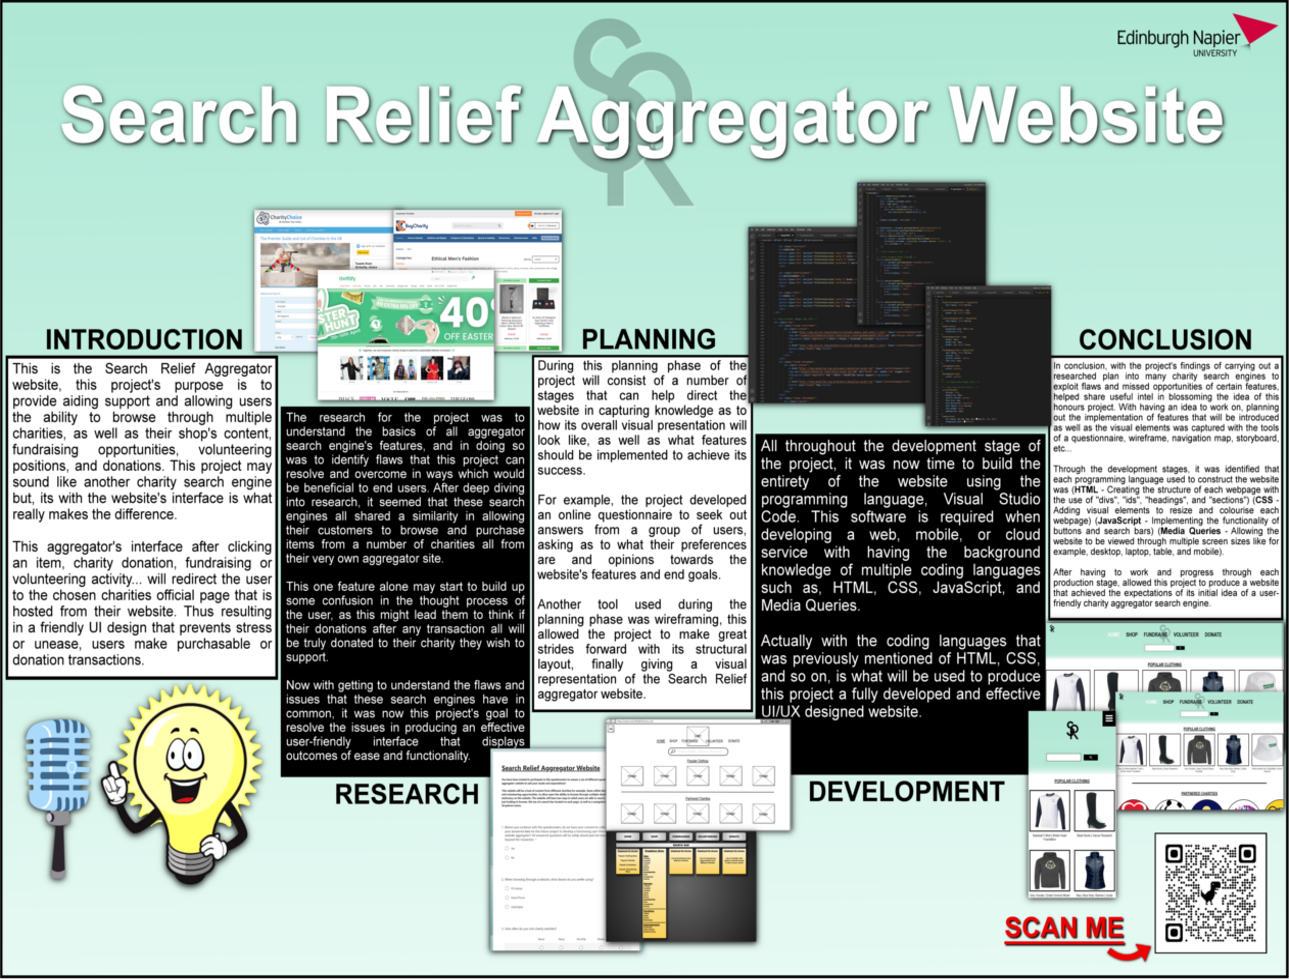 Edinburgh Napier
UNIVERSITY
Search Relief Aggregator Website
INTRODUCTION
This is the Search Relief Aggregator
website, this project's purpose is to
provide aiding support and allowing users
the ability to browse through multiple
charities, as well as their shop's content,
fundraising opportunities, volunteering
positions, and donations. This project may
sound like another charity search engine
but, its with the website's interface is what
really makes the difference.
This aggregator's interface after clicking
an item, charity donation, fundraising or
volunteering activity... will redirect the user
to the chosen charities official page that is
hosted from their website. Thus resulting
in a friendly UI design that prevents stress
or unease, users make purchasable or
donation transactions.
CharityChoice
BuyCharity
Ethical Men's Fashion
thriftify
40%
OFF EASTER
The research for the project was to
understand the basics of all aggregator
search engine's features, and in doing so
was to identify flaws that this project can
resolve and overcome in ways which would
be beneficial to end users. After deep diving
into research, it seemed that these search
engines all shared a similarity in allowing
their customers to browse and purchase
items from a number of charities all from
their very own aggregator site.
This one feature alone may start to build up
some confusion in the thought process of
the user, as this might lead them to think if
their donations after any transaction all will
be truly donated to their charity they wish to
support.
Now with getting to understand the flaws and
issues that these search engines have in
common, it was now this project's goal to
resolve the issues in producing an effective
user-friendly interface that displays
outcomes of ease and functionality.
RESEARCH
PLANNING
During this planning phase of the
project will consist of a number of
stages that can help direct the
website in capturing knowledge as to
how its overall visual presentation will
look like, as well as what features
should be implemented to achieve its
success.
For example, the project developed
an online questionnaire to seek out
answers from a group of users,
asking as to what their preferences
are and opinions towards the
website's features and end goals.
Another tool used during the
planning phase was wireframing, this
allowed the project to make great
strides forward with its structural
layout, finally giving a visual
representation of the Search Relief
aggregator website.
Search Relief Aggregator Website
All throughout the development stage of
the project, it was now time to build the
entirety of the website using the
programming language, Visual Studio
Code. This software is required when
developing a web, mobile, or cloud
service with having the background
knowledge of multiple coding languages
such as, HTML, CSS, JavaScript, and
Media Queries.
Actually with the coding languages that
was previously mentioned of HTML, CSS,
and so on, is what will be used to produce
this project a fully developed and effective
UI/UX designed website.
DEVELOPMENT
CONCLUSION
In conclusion, with the project's findings of carrying out a
researched plan into many charity search engines to
exploit flaws and missed opportunities of certain features,
helped share useful intel in blossoming the idea of this
honours project. With having an idea to work on, planning
out the implementation of features that will be introduced
as well as the visual elements was captured with the tools
of a questionnaire, wireframe, navigation map, storyboard,
etc...
Through the development stages, it was identified that
each programming language used to construct the website
was (HTML - Creating the structure of each webpage with
the use of "divs", "ids", "headings", and "sections") (CSS -
Adding visual elements to resize and colourise each
webpage) (JavaScript - Implementing the functionality of
buttons and search bars) (Media Queries - Allowing the
website to be viewed through multiple screen sizes like for
example, desktop, laptop, table, and mobile).
After having to work and progress through each
production stage, allowed this project to produce a website
that achieved the expectations of its initial idea of a user-
friendly charity aggregator search engine.
HOME SHOP FUNDRAISE VOLUNTEER DONATE
POPULAR CLOTHING
HOME SHOP FUNDRAISE VOLUNTEER DONATE
POPULAR CLOTHING
PARTNERED CHARITIES
POPULAR CLOTHING
SCAN ME